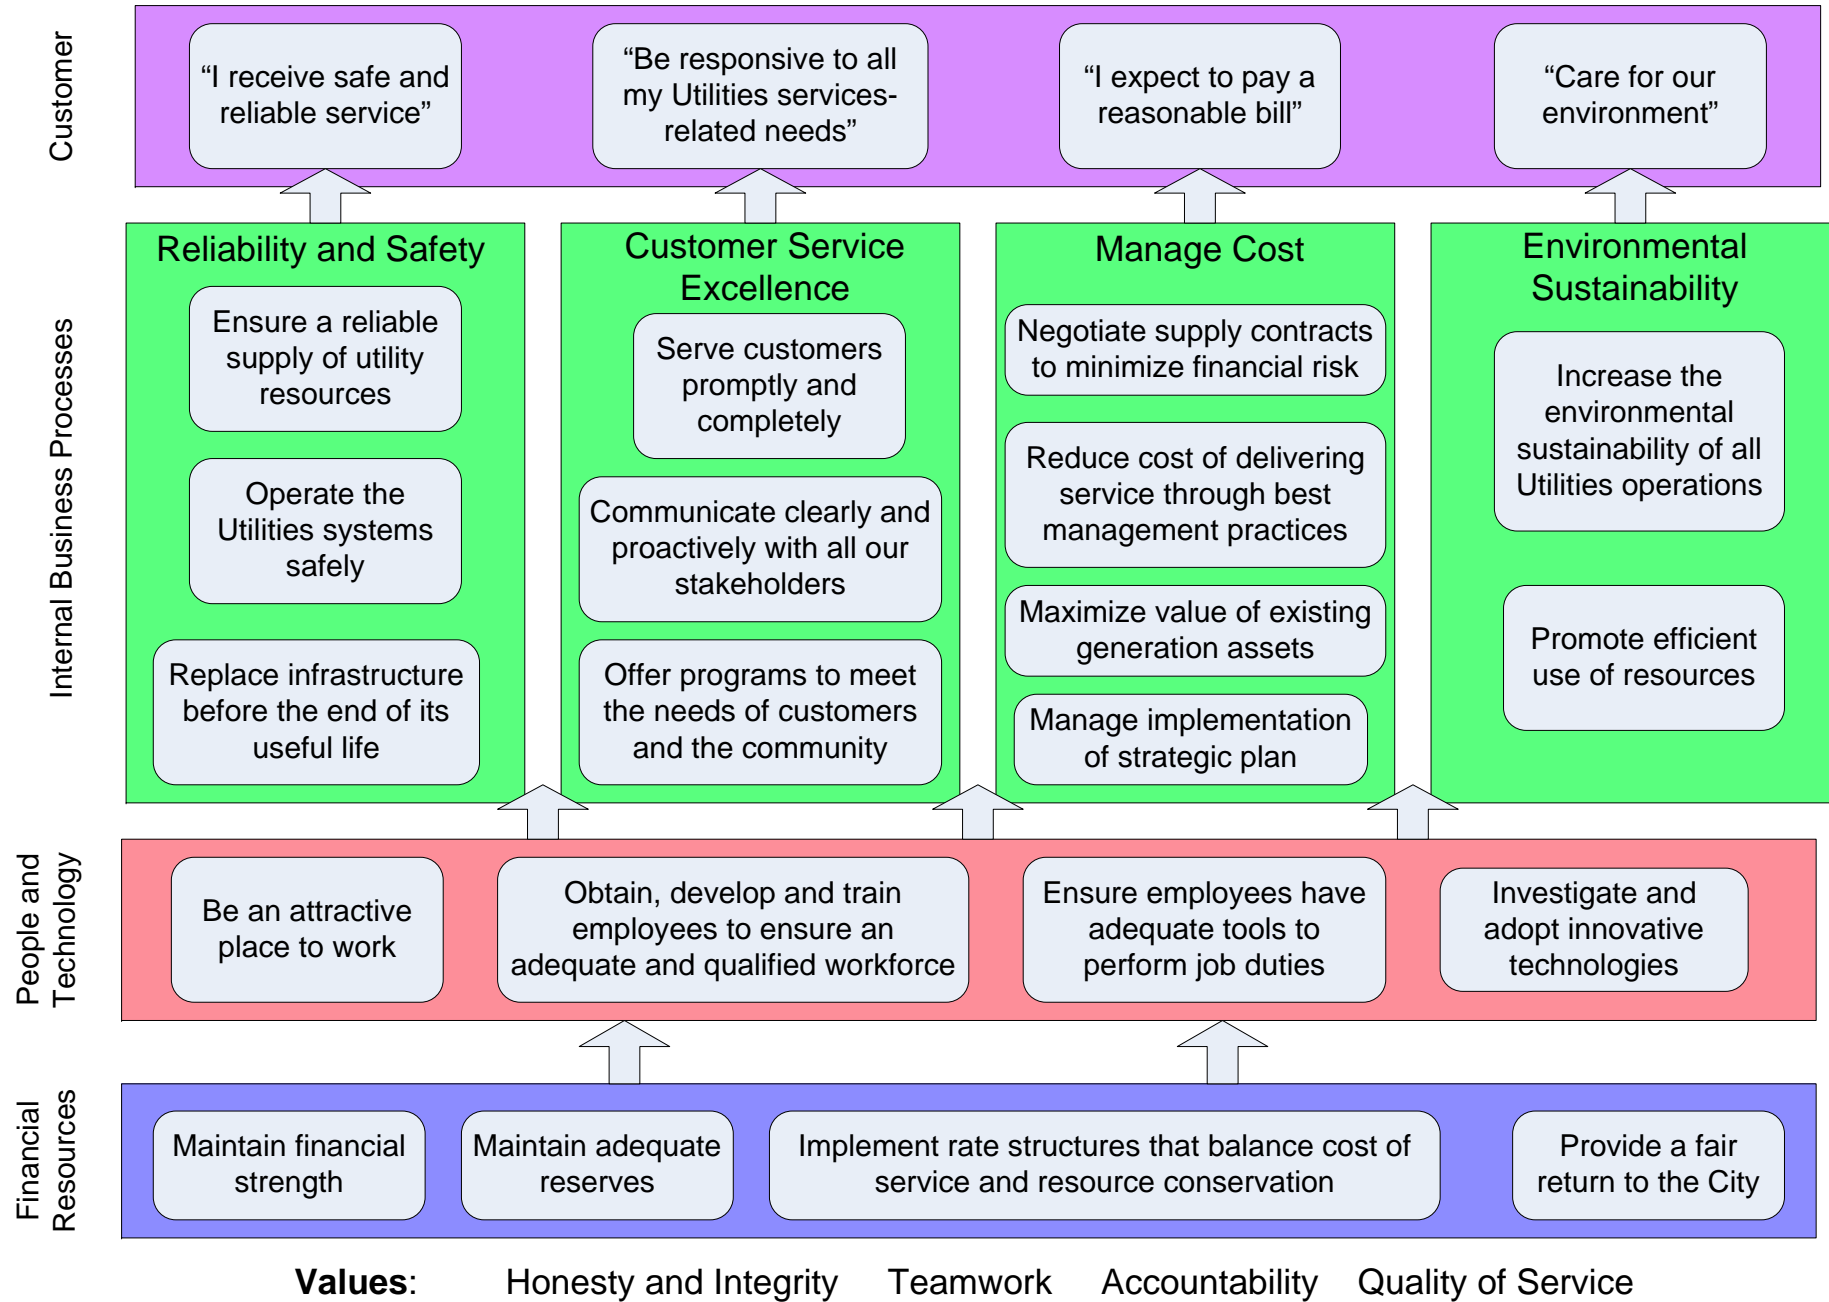 Customer
“I receive safe and
reliable service”
“Be responsive to all
my Utilities services-
related needs”
“I expect to pay a
reasonable bill”
“Care for our
environment”
Internal Business Processes
Reliability and Safety
Ensure a reliable
supply of utility
resources
Operate the
Utilities systems
safely
Replace infrastructure
before the end of its
useful life
Customer Service
Excellence
Serve customers
promptly and
completely
Communicate clearly and
proactively with all our
stakeholders
Offer programs to meet
the needs of customers
and the community
Manage Cost
Negotiate supply contracts
to minimize financial risk
Reduce cost of delivering
service through best
management practices
Maximize value of existing
generation assets
Manage implementation
of strategic plan
Environmental
Sustainability
Increase the
environmental
sustainability of all
Utilities operations
Promote efficient
use of resources
People and
Technology
Be an attractive
place to work
Obtain, develop and train
employees to ensure an
adequate and qualified workforce
Ensure employees have
adequate tools to
perform job duties
Investigate and
adopt innovative
technologies
Financial
Resources
Maintain financial
strength
Maintain adequate
reserves
Implement rate structures that balance cost of
service and resource conservation
Provide a fair
return to the City
Values: Honesty and Integrity Teamwork Accountability Quality of Service